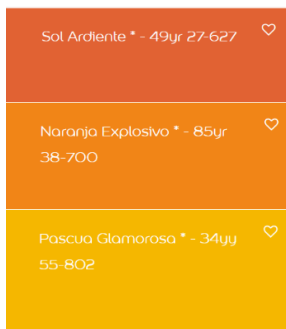 Sol Ardiente * - 49yr 27-627
Naranja Explosivo * - 85yr
38-700
Pascua Glamorosa * - 34yy
55-802